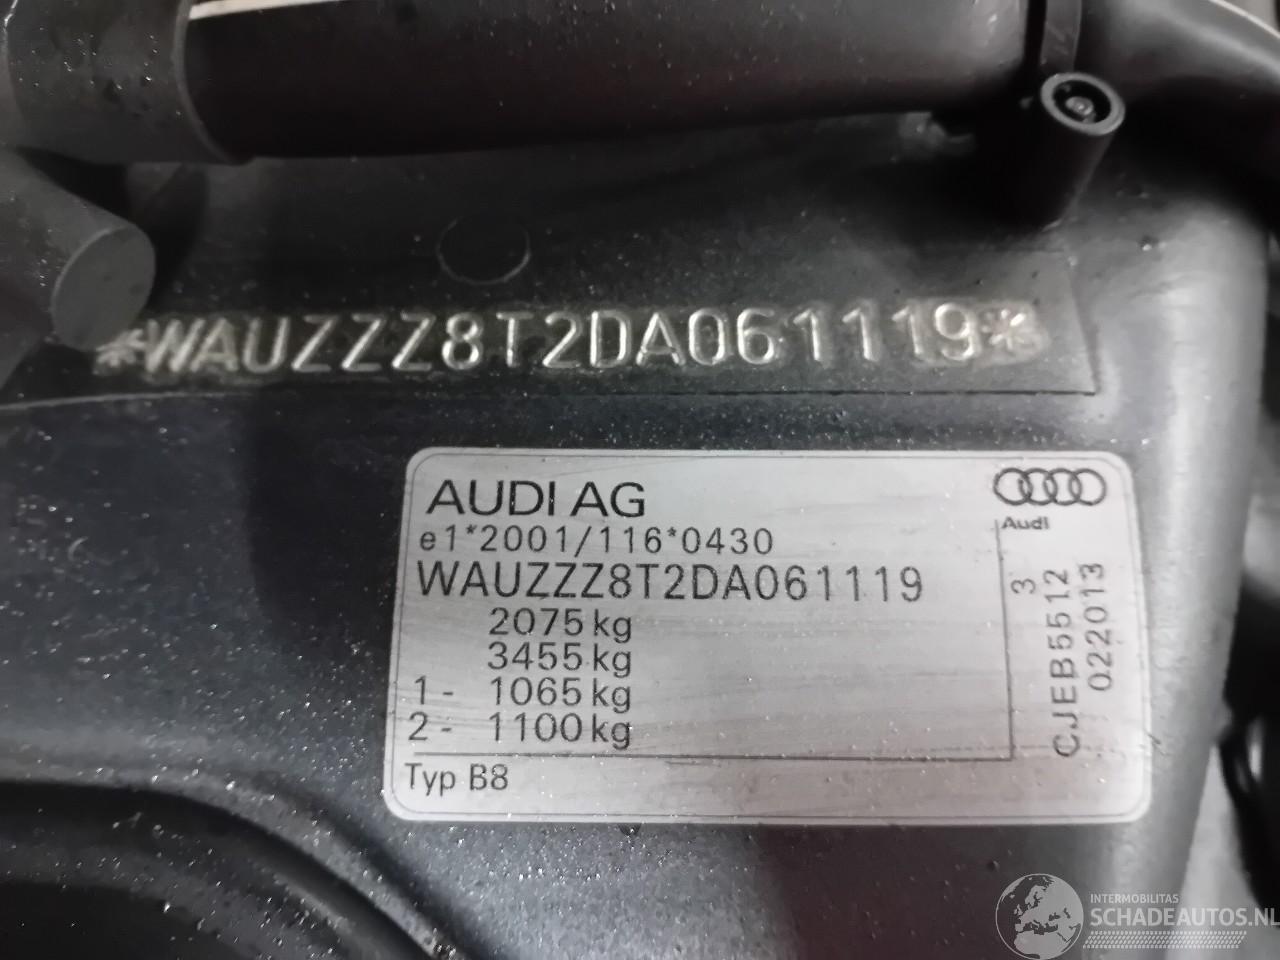 *WAUZZZ8T2DA061119*
AUDI AG
Audi
e1*2001/116*0430
WAUZZZ8T2DA061119
2075 kg
3455 kg
1- 1065 kg
2- 1100 kg
Typ B8
3
CJEB5512
022013
INTERMOBILITAS
SCHADEAUTOS.NL